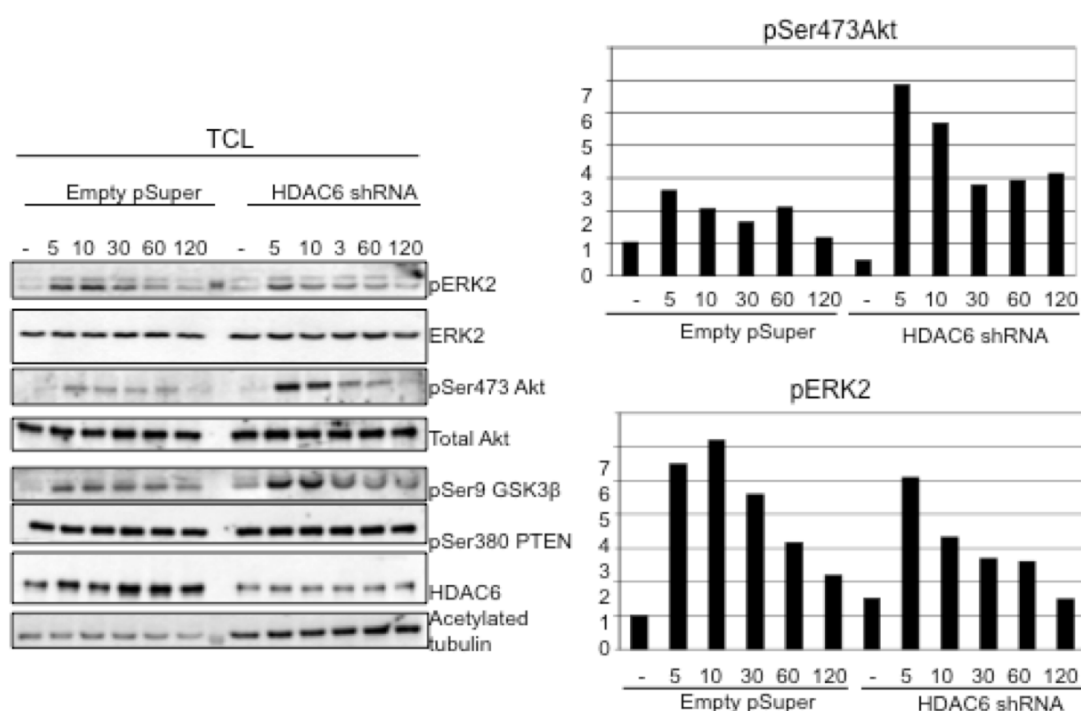 TCL
Empty pSuper HDAC6 shRNA
- 5 10 30 60 120 - 5 10 3 60 120
pERK2
ERK2
pSer473 Akt
Total Akt
pSer9 GSK3β
pSer380 PTEN
HDAC6
Acetylated
tubulin
pSer473Akt
7
6
5
4
3
2
1
0
- 5 10 30 60 120 - 5 10 30 60 120
Empty pSuper HDAC6 shRNA
pERK2
7
6
5
4
3
2
1
0
- 5 10 30 60 120 - 5 10 30 60 120
Empty pSuper HDAC6 shRNA